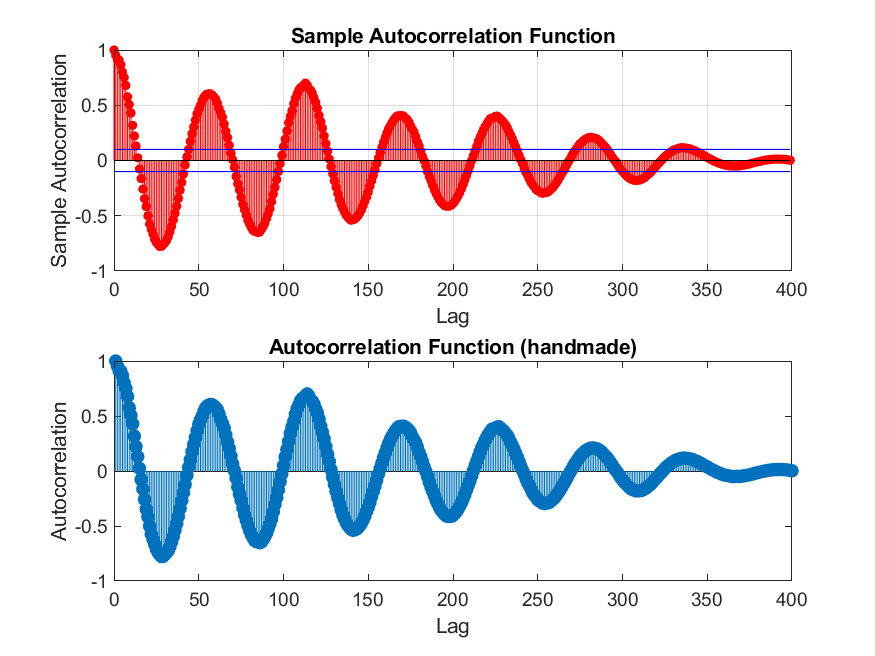 Sample Autocorrelation Function
Sample Autocorrelation
1
0.5
0
-0.5
-1
0 50 100 150 200 250 300 350 400
Lag
Autocorrelation Function (handmade)
Autocorrelation
1
0.5
0
-0.5
-1
0 50 100 150 200 250 300 350 400
Lag